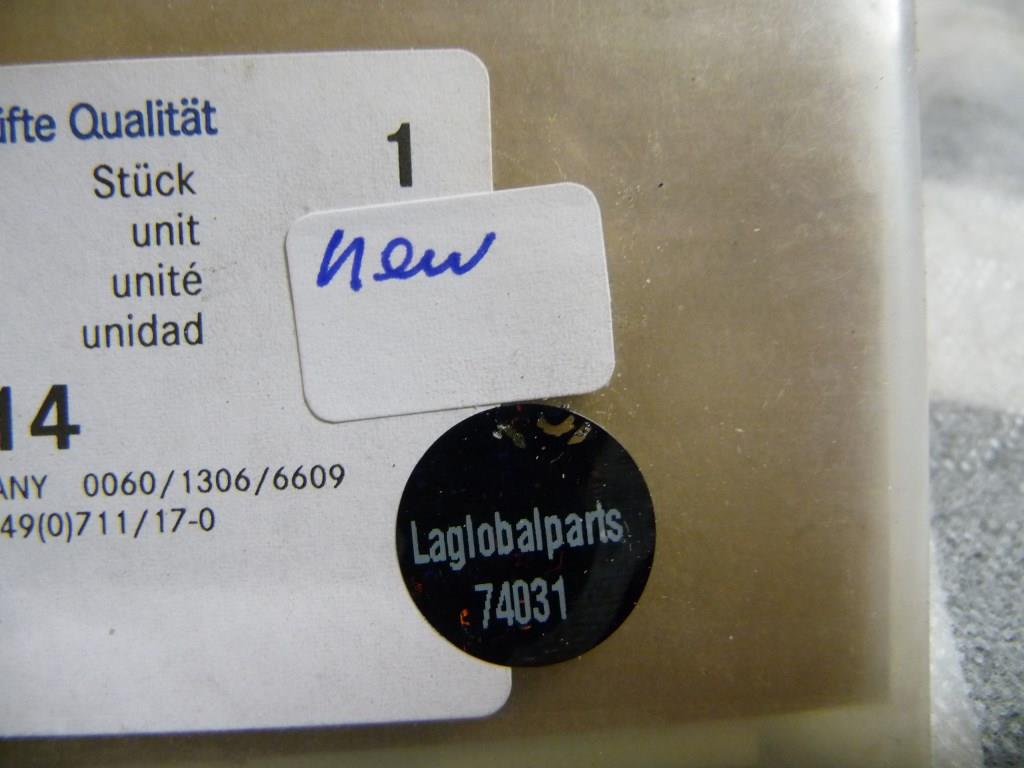 üfte Qualität
Stück 1
unit
unité
unidad
new
14
ANY 0060/1306/6609
49(0)711/17-0
Laglobalparts
74031